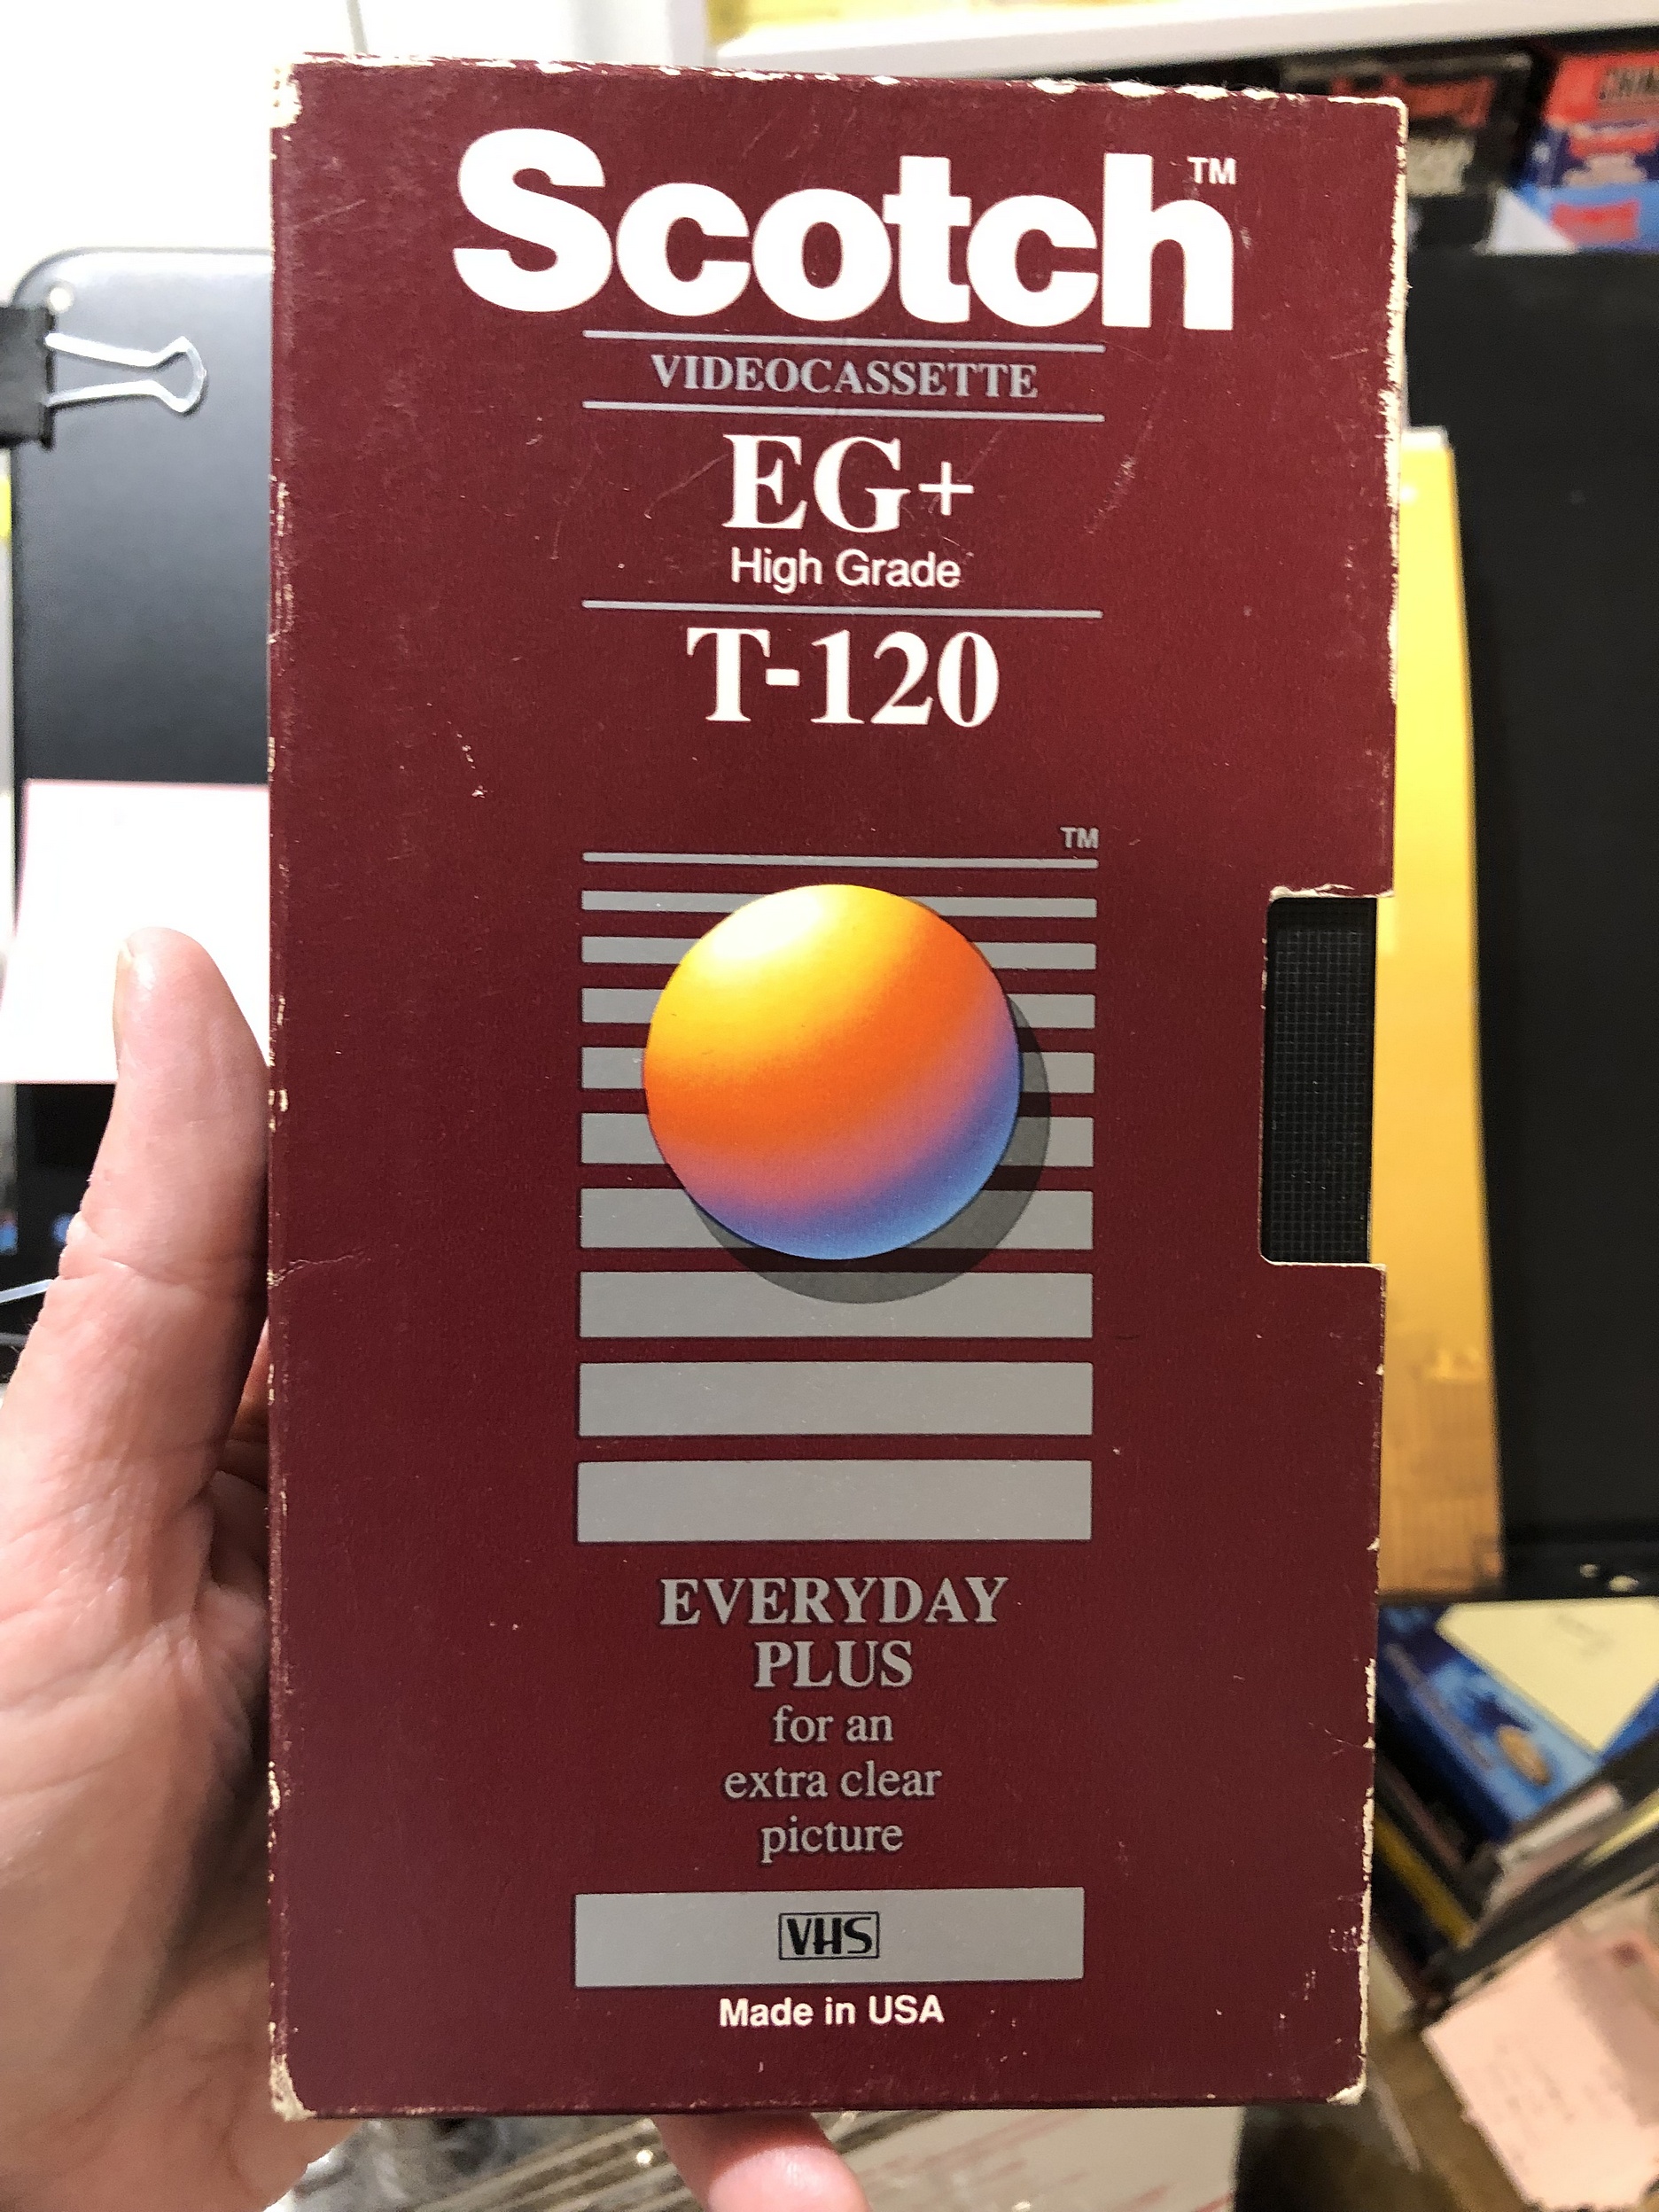 Scotch™
VIDEOCASSETTE
EG+
High Grade
T-120
TM
EVERYDAY
PLUS
for an
extra clear
picture
VHS
Made in USA